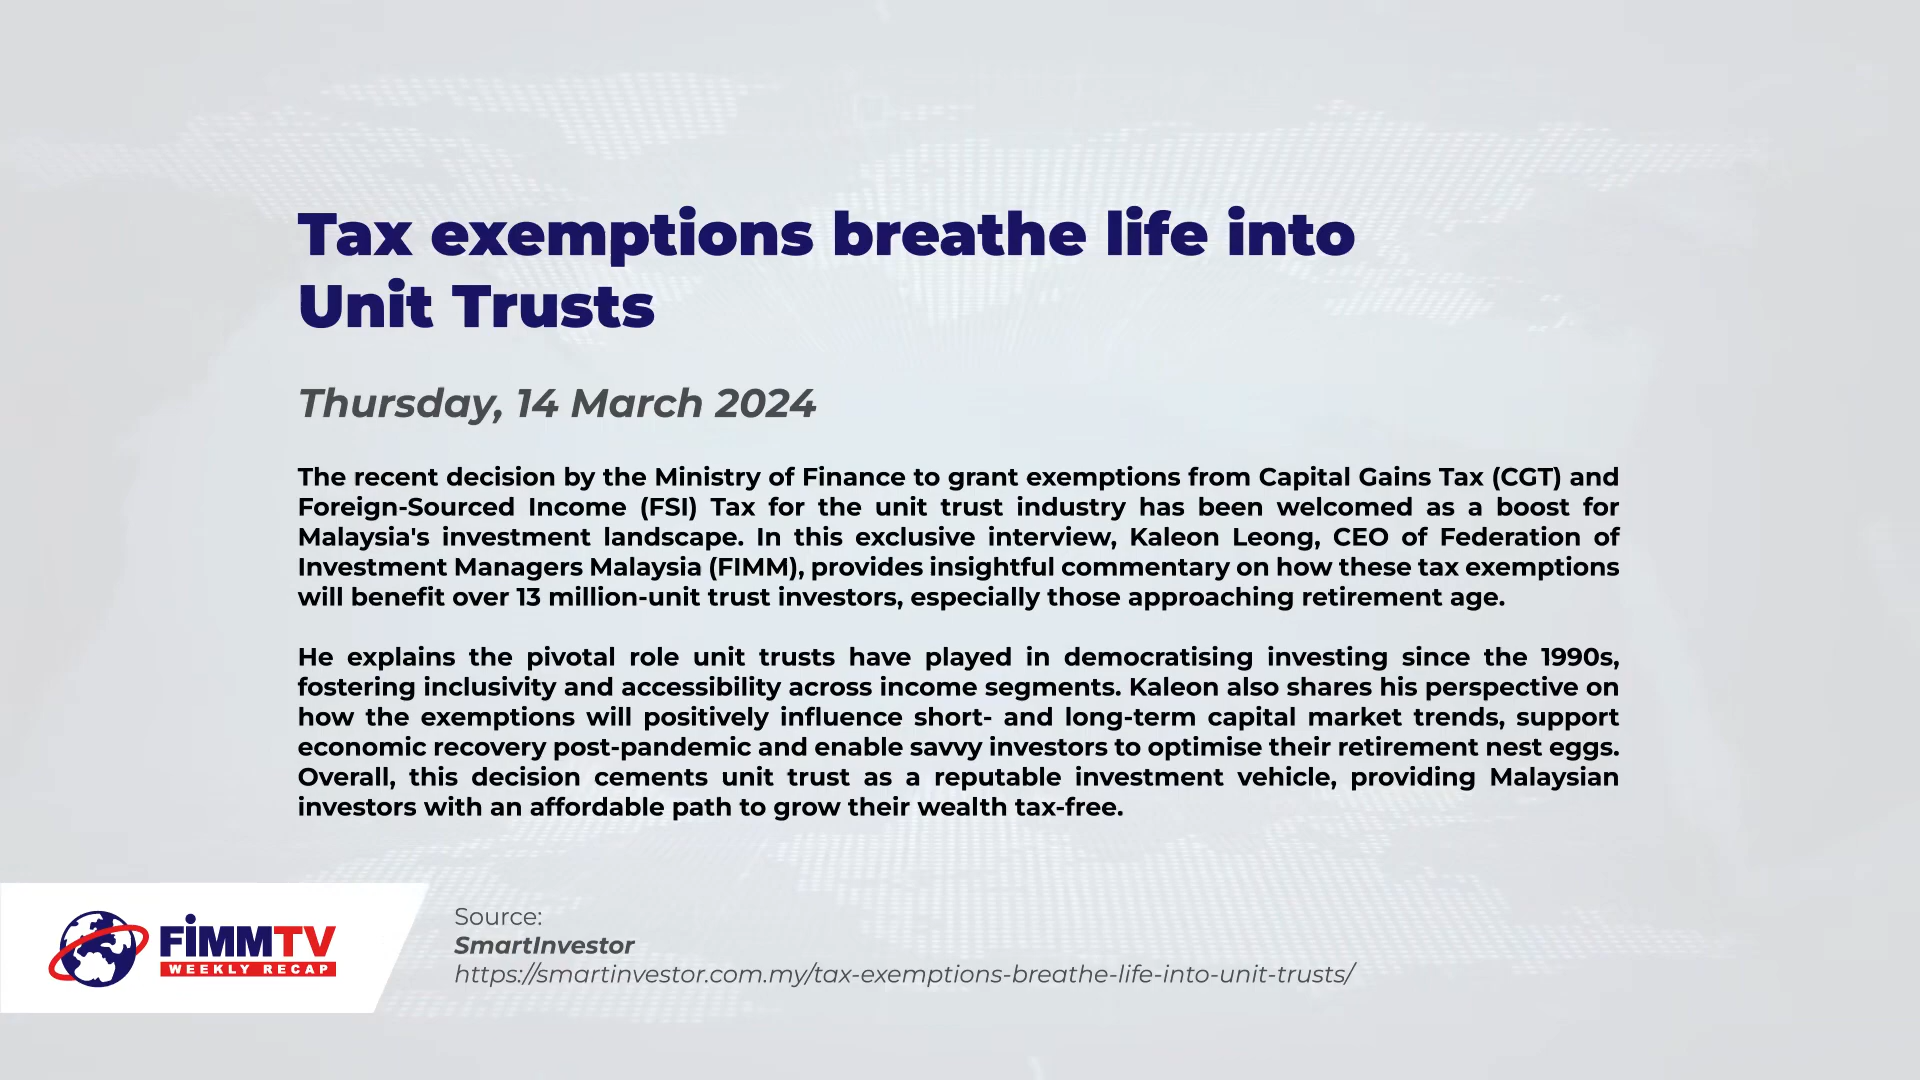 Tax exemptions breathe life into
Unit Trusts
Thursday, 14 March 2024
The recent decision by the Ministry of Finance to grant exemptions from Capital Gains Tax (CGT) and
Foreign-Sourced Income (FSI) Tax for the unit trust industry has been welcomed as a boost for
Malaysia's investment landscape. In this exclusive interview, Kaleon Leong, CEO of Federation of
Investment Managers Malaysia (FIMM), provides insightful commentary on how these tax exemptions
will benefit over 13 million-unit trust investors, especially those approaching retirement age.
He explains the pivotal role unit trusts have played in democratising investing since the 1990s,
fostering inclusivity and accessibility across income segments. Kaleon also shares his perspective on
how the exemptions will positively influence short- and long-term capital market trends, support
economic recovery post-pandemic and enable savvy investors to optimise their retirement nest eggs.
Overall, this decision cements unit trust as a reputable investment vehicle, providing Malaysian
investors with an affordable path to grow their wealth tax-free.
FiMMTV
WEEKLY RECAP
Source:
SmartInvestor
https://smartinvestor.com.my/tax-exemptions-breathe-life-into-unit-trusts/